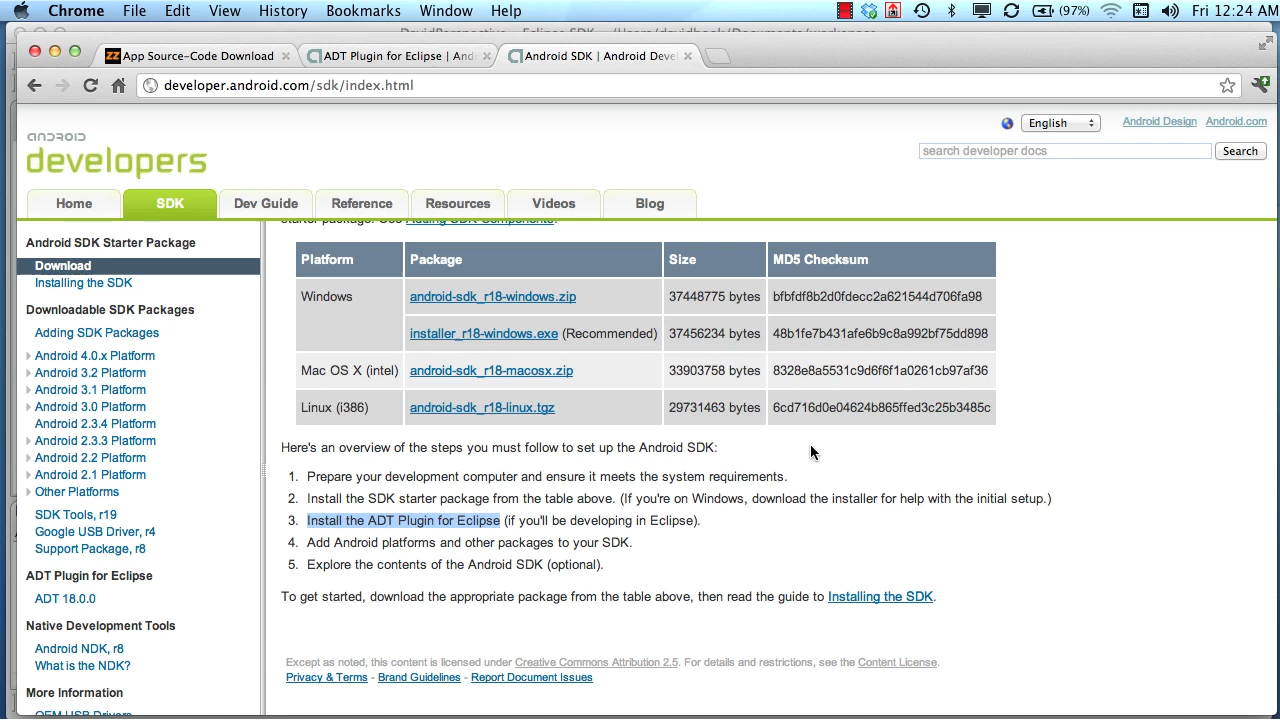 Chrome File Edit View History Bookmarks Window Help (97%) Fri 12:24 AM
App Source-Code Download ADT Plugin for Eclipse | And Android SDK | Android Deve
developer.android.com/sdk/index.html
English Android Design Android.com
android
developers
search developer docs Search
Home SDK Dev Guide Reference Resources Videos Blog
Android SDK Starter Package
Download
Installing the SDK
Downloadable SDK Packages
Adding SDK Packages
Android 4.0.x Platform
Android 3.2 Platform
Android 3.1 Platform
Android 3.0 Platform
Android 2.3.4 Platform
Android 2.3.3 Platform
Android 2.2 Platform
Android 2.1 Platform
Other Platforms
SDK Tools, r19
Google USB Driver, r4
Support Package, r8
ADT Plugin for Eclipse
ADT 18.0.0
Native Development Tools
Android NDK, r8
What is the NDK?
More Information
OEM USB Drivers
starter package. See Adding SDK Components.
Platform Package Size MD5 Checksum
Windows android-sdk_r18-windows.zip 37448775 bytes bfbfdf8b2d0fdecc2a621544d706fa98
installer_r18-windows.exe (Recommended) 37456234 bytes 48b1fe7b431afe6b9c8a992bf75dd898
Mac OS X (intel) android-sdk_r18-macosx.zip 33903758 bytes 8328e8a5531c9d6f6f1a0261cb97af36
Linux (i386) android-sdk_r18-linux.tgz 29731463 bytes 6cd716d0e04624b865ffed3c25b3485c
Here's an overview of the steps you must follow to set up the Android SDK:
1. Prepare your development computer and ensure it meets the system requirements.
2. Install the SDK starter package from the table above. (If you're on Windows, download the installer for help with the initial setup.)
3. Install the ADT Plugin for Eclipse (if you'll be developing in Eclipse).
4. Add Android platforms and other packages to your SDK.
5. Explore the contents of the Android SDK (optional).
To get started, download the appropriate package from the table above, then read the guide to Installing the SDK.
Except as noted, this content is licensed under Creative Commons Attribution 2.5. For details and restrictions, see the Content License.
Privacy & Terms - Brand Guidelines - Report Document Issues